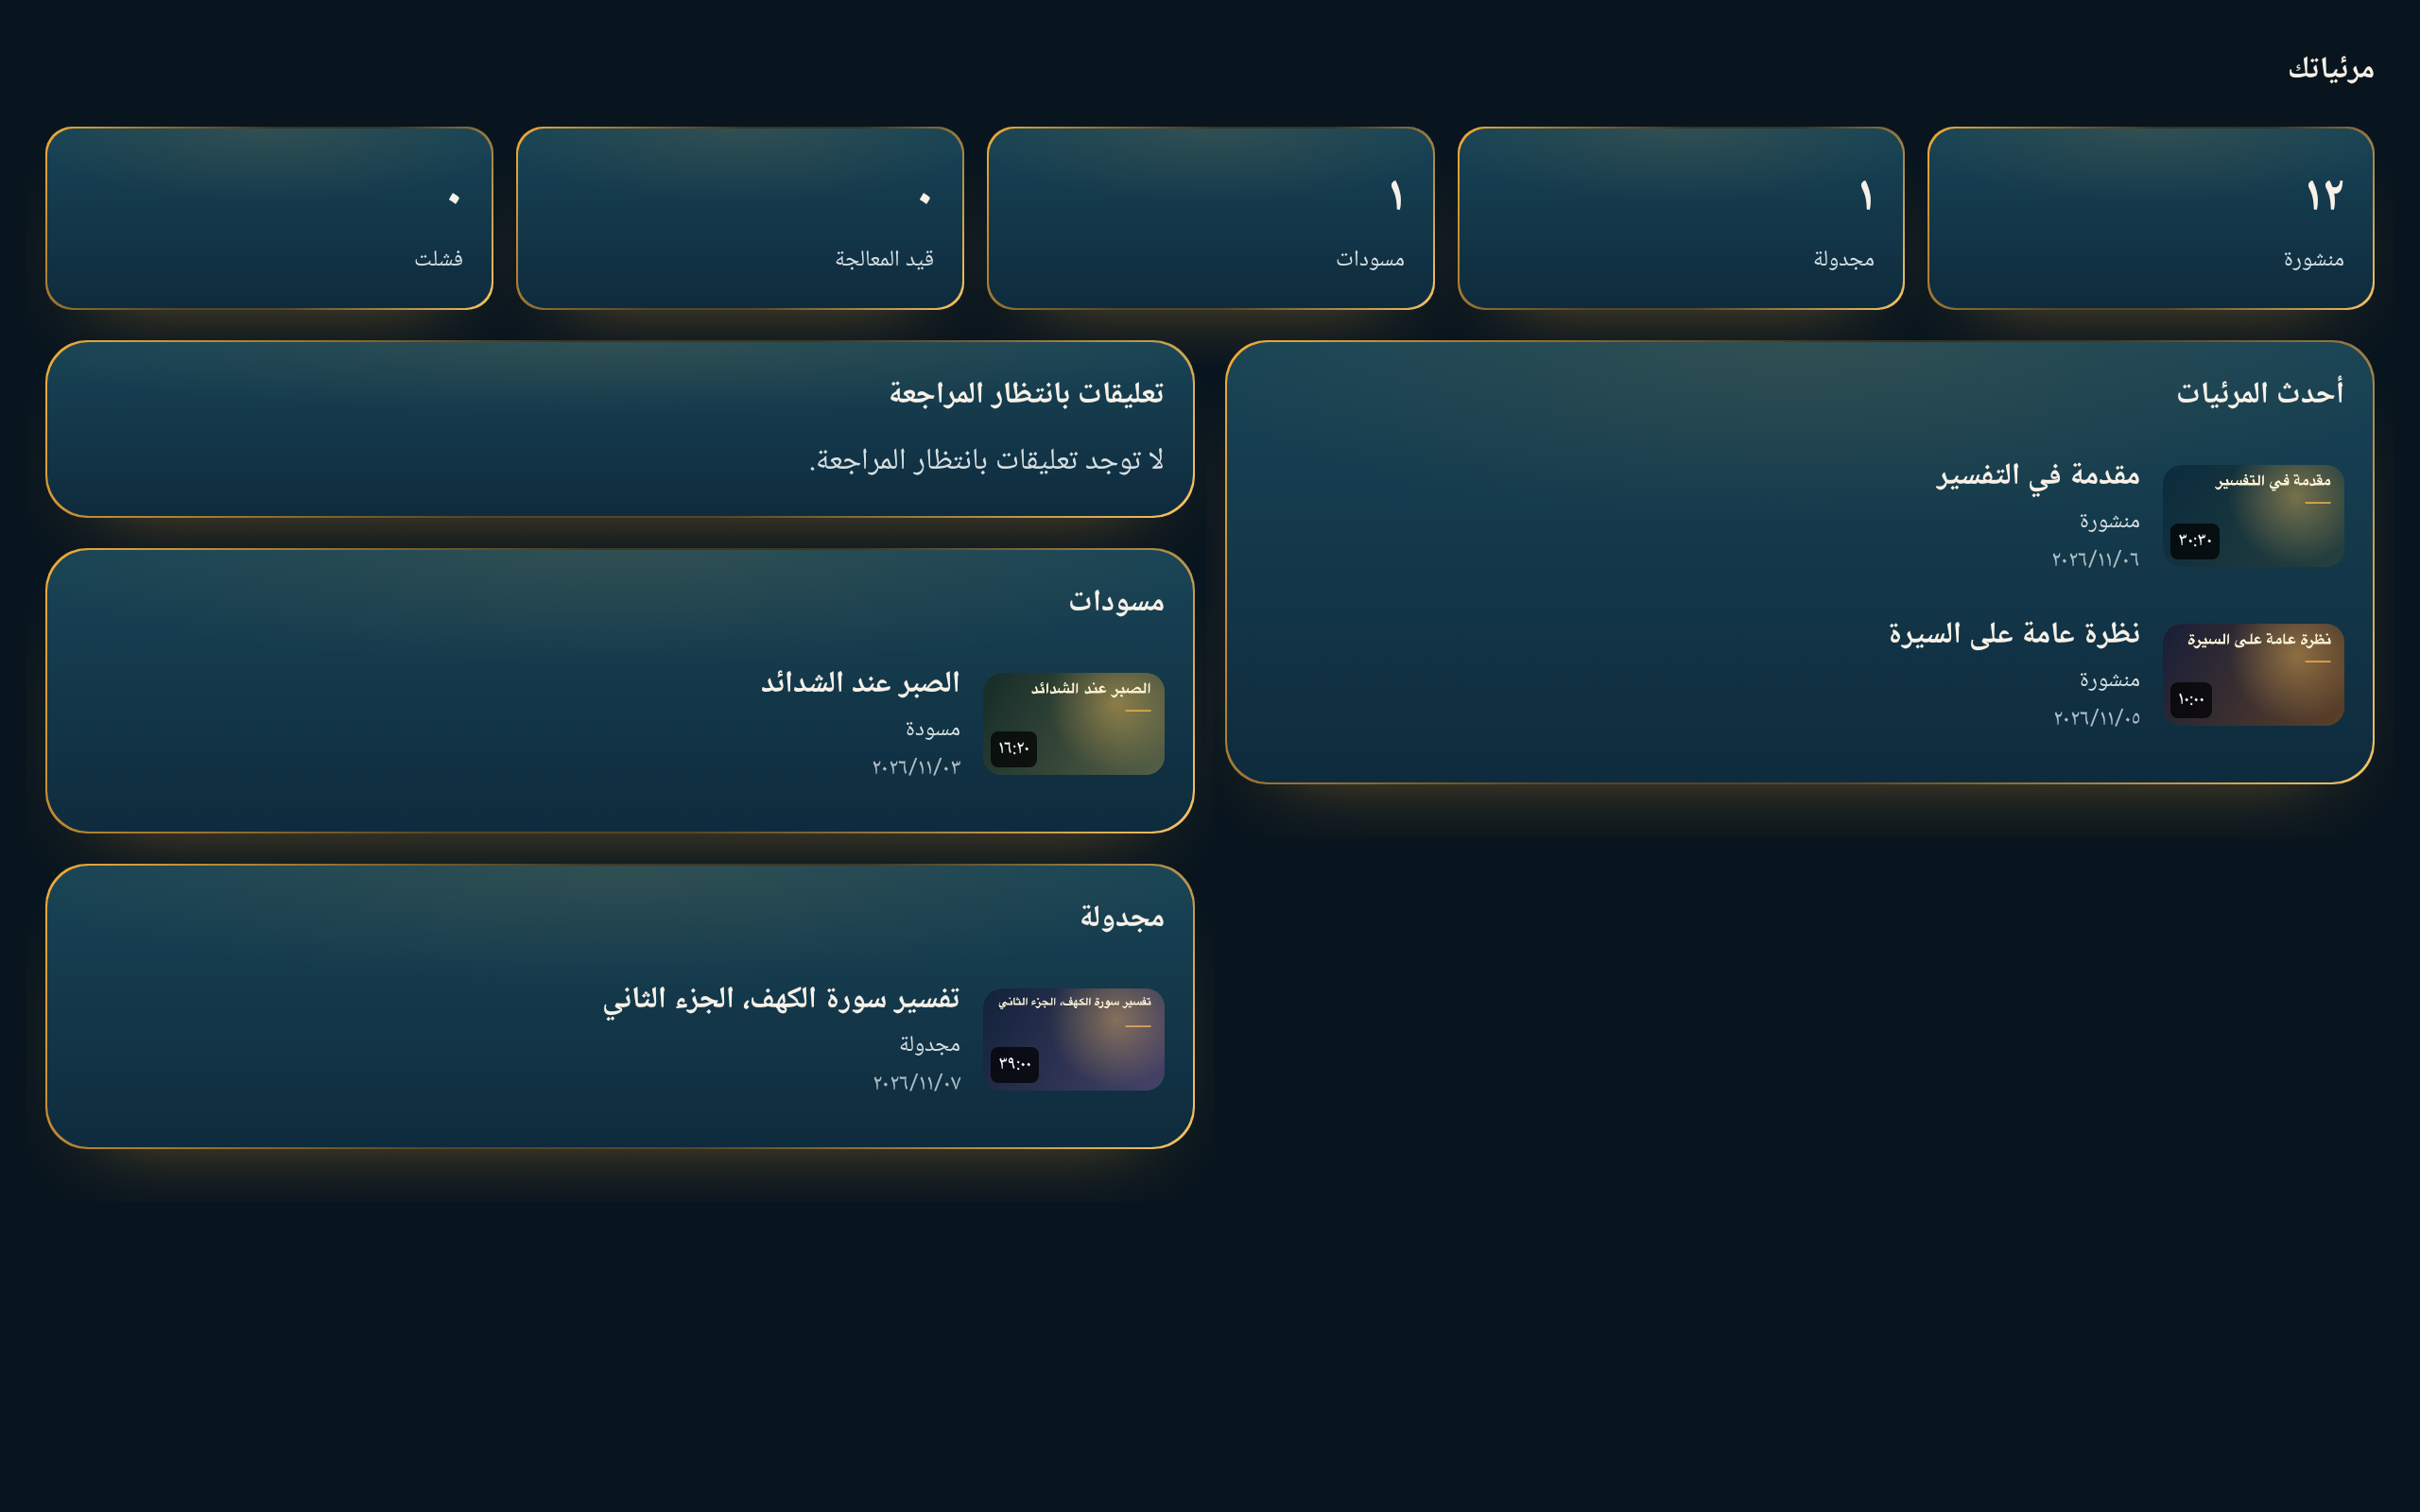 مرئياتك
١٢
منشورة
١
مجدولة
١
مسودات
٠
قيد المعالجة
٠
فشلت
أحدث المرئيات
مقدمة في التفسير
٣٠:٣٠
مقدمة في التفسير
منشورة
٢٠٢٦/١١/٠٦
نظرة عامة على السيرة
١٠:٠٠
نظرة عامة على السيرة
منشورة
٢٠٢٦/١١/٠٥
تعليقات بانتظار المراجعة
لا توجد تعليقات بانتظار المراجعة.
مسودات
الصبر عند الشدائد
١٦:٢٠
الصبر عند الشدائد
مسودة
٢٠٢٦/١١/٠٣
مجدولة
تفسير سورة الكهف، الجزء الثاني
٣٩:٠٠
تفسير سورة الكهف، الجزء الثاني
مجدولة
٢٠٢٦/١١/٠٧